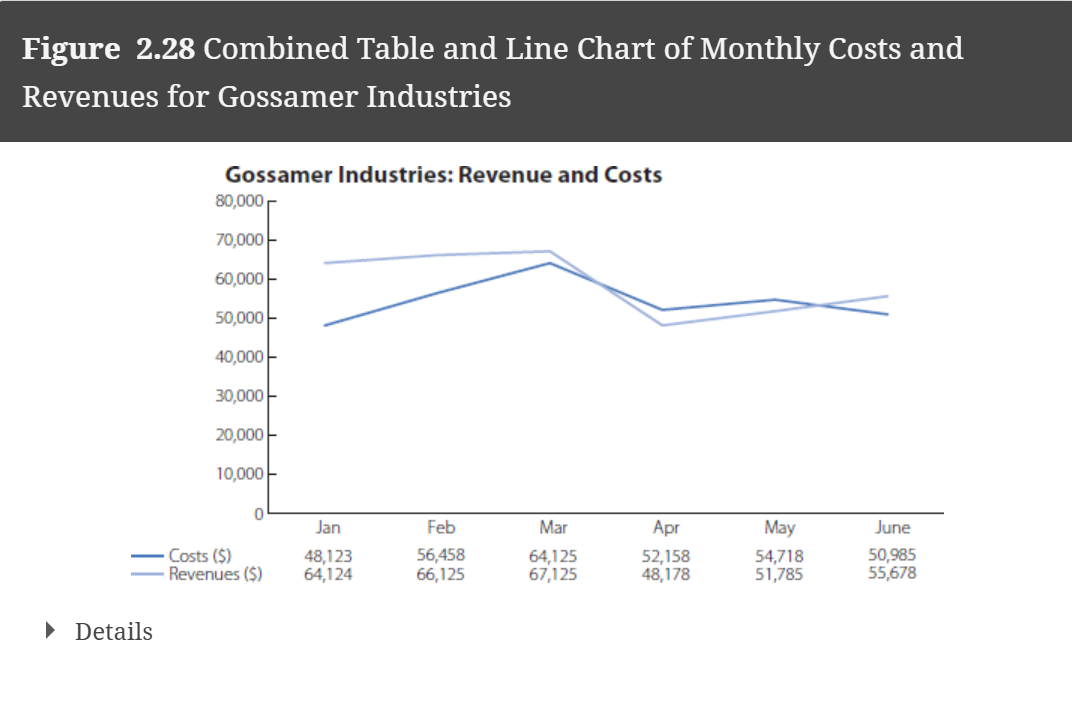 Figure 2.28 Combined Table and Line Chart of Monthly Costs and
Revenues for Gossamer Industries
Gossamer Industries: Revenue and Costs
80,000
70,000
60,000
50,000
40,000
30,000
20,000
10,000
0
Jan Feb Mar Apr May June
Costs ($) 48,123 56,458 64,125 52,158 54,718 50,985
Revenues ($) 64,124 66,125 67,125 48,178 51,785 55,678
Details